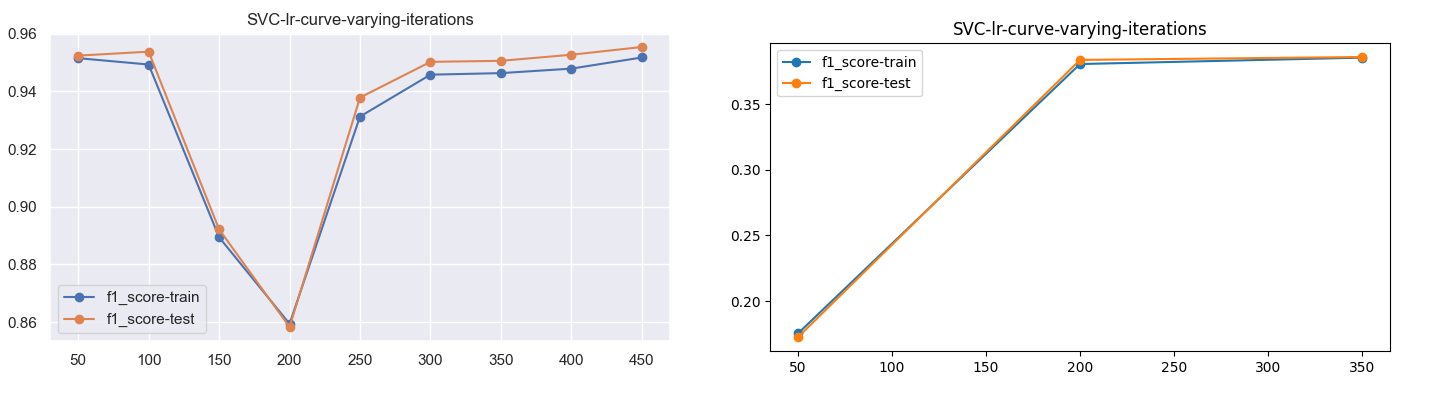 SVC-lr-curve-varying-iterations
0.96
0.94
0.92
0.90
0.88
0.86
f1_score-train
f1_score-test
50 100 150 200 250 300 350 400 450
SVC-lr-curve-varying-iterations
f1_score-train
f1_score-test
0.35
0.30
0.25
0.20
50 100 150 200 250 300 350